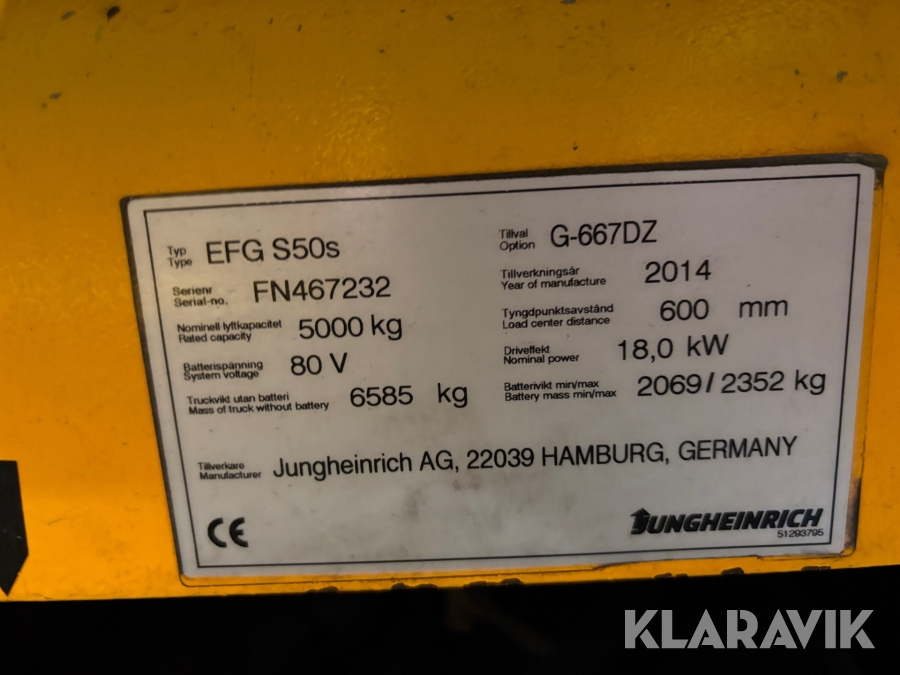 Typ EFG S50s
Type
Tillval G-667DZ
Option
Serienr FN467232
Serial-no.
Tillverkningsår 2014
Year of manufacture
Nominell lyftkapacitet 5000 kg
Rated capacity
Tyngdpunktsavstånd 600 mm
Load center distance
Batterispänning 80 V
System voltage
Driveffekt 18,0 kW
Nominal power
Truckvikt utan batteri 6585 kg
Mass of truck without battery
Batterivikt min/max 2069 / 2352 kg
Battery mass min/max
Tillverkare Jungheinrich AG, 22039 HAMBURG, GERMANY
Manufacturer
CE
JUNGHEINRICH
51293795
KLARAVIK